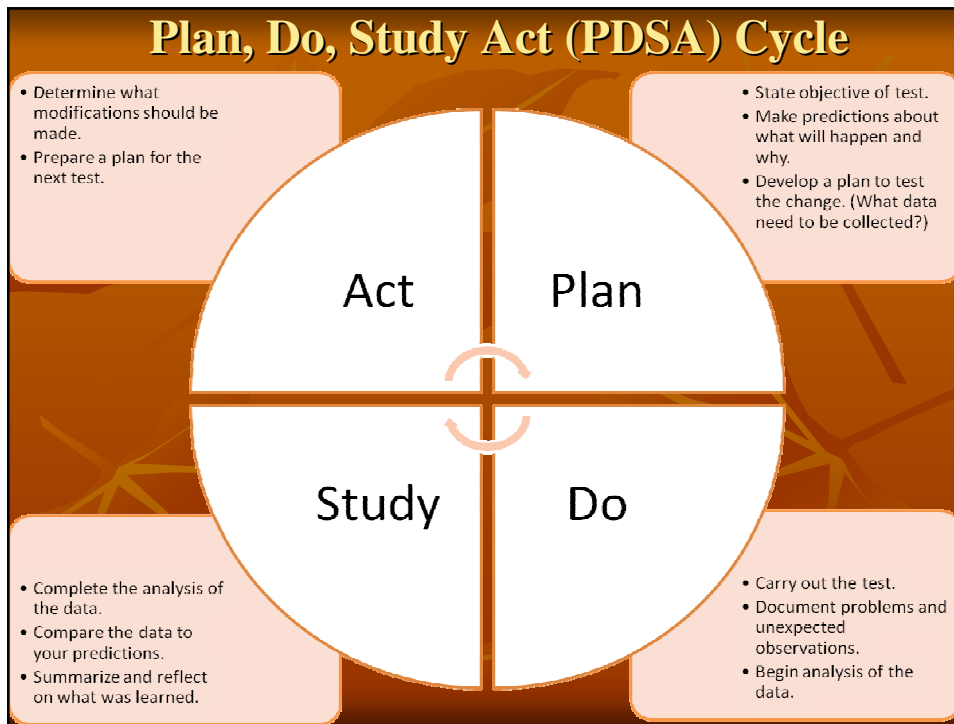 Plan, Do, Study Act (PDSA) Cycle
• Determine what
modifications should be
made.
• Prepare a plan for the
next test.
• State objective of test.
• Make predictions about
what will happen and
why.
• Develop a plan to test
the change. (What data
need to be collected?)
Act
Plan
Study
Do
• Complete the analysis of
the data.
• Compare the data to
your predictions.
• Summarize and reflect
on what was learned.
• Carry out the test.
• Document problems and
unexpected
observations.
• Begin analysis of the
data.